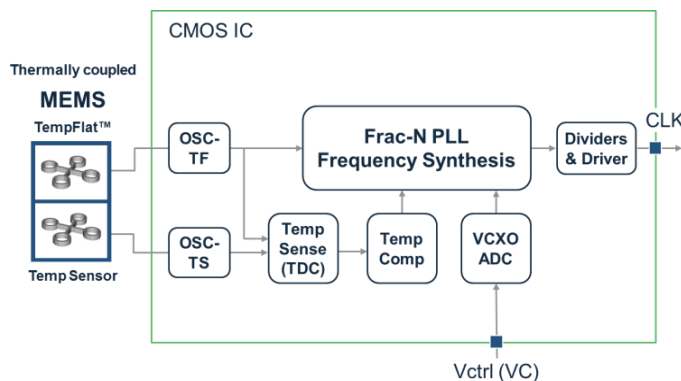 CMOS IC
Thermally coupled
MEMS
TempFlat™
OSC-
TF
Frac-N PLL
Frequency Synthesis
Dividers
& Driver
CLK
OSC-
TS
Temp
Sense
(TDC)
Temp
Comp
VCXO
ADC
Temp Sensor
Vctrl (VC)